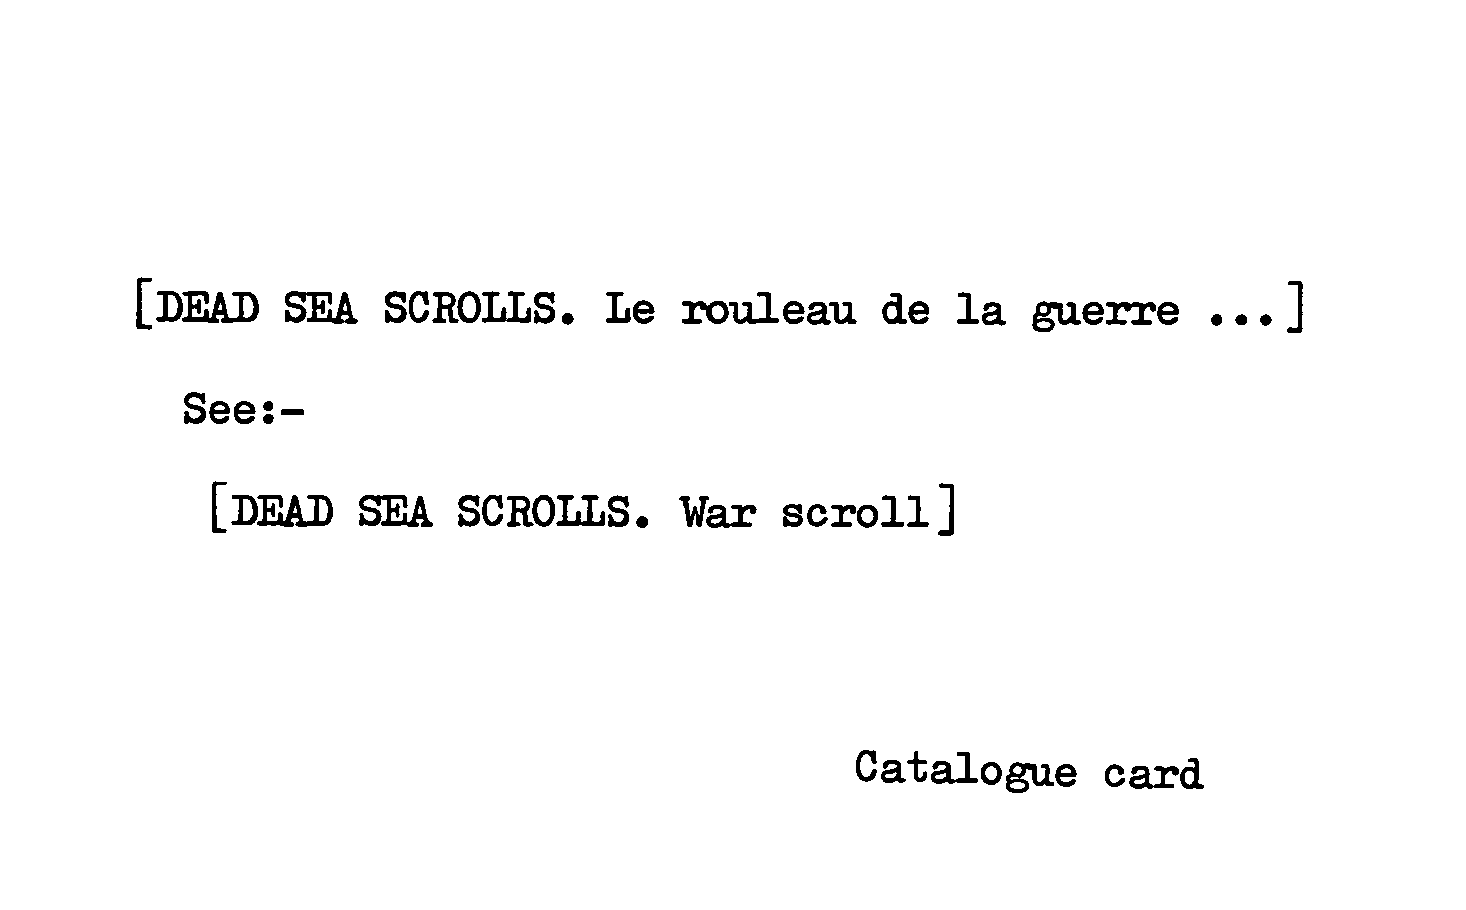 [DEAD SEA SCROLLS. Le rouleau de la guerre ...]
See:-
[DEAD SEA SCROLLS. War scroll]
Catalogue card